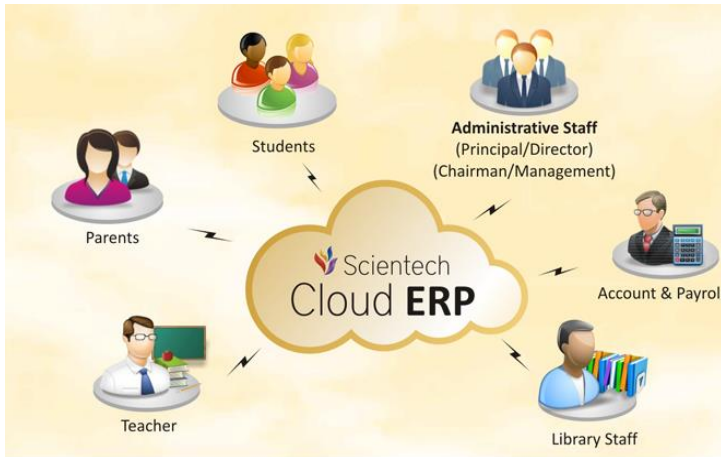 Students
Administrative Staff
(Principal/Director)
(Chairman/Management)
Parents
Scientech
Cloud ERP
Account & Payrol
Teacher
Library Staff